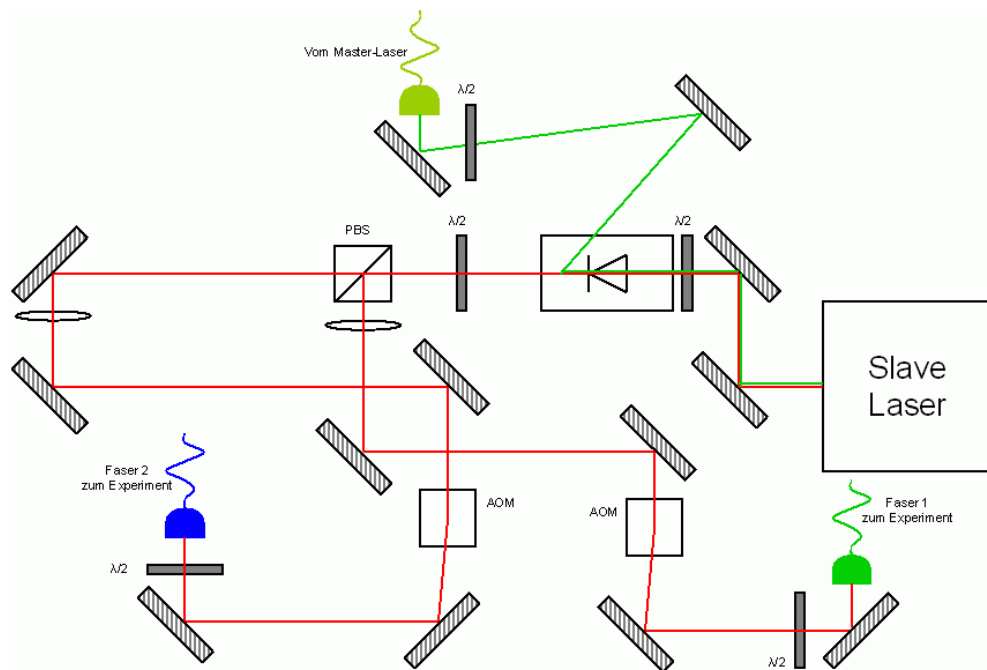 Vom Master-Laser
λ/2
PBS
λ/2
λ/2
Slave
Laser
Faser 2
zum Experiment
AOM
AOM
Faser 1
zum Experiment
λ/2
λ/2